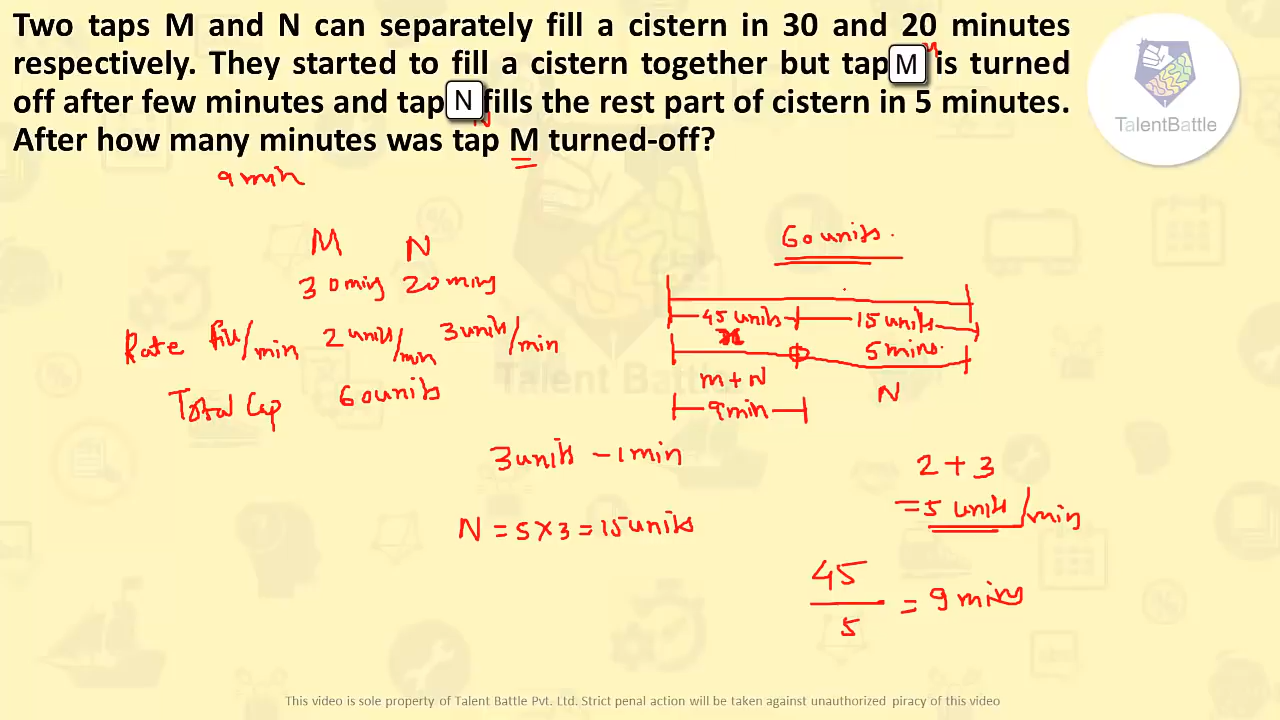 Two taps M and N can separately fill a cistern in 30 and 20 minutes
respectively. They started to fill a cistern together but tap M is turned
off after few minutes and tap N fills the rest part of cistern in 5 minutes.
After how many minutes was tap M turned-off?
TalentBattle
9 min
M N
30 mins 20 mins
Rate fill/min 2 units/min 3 units/min
Total Cap 60 units
60 units.
45 units 15 units
x 5 mins.
m + N N
9 min
3 units - 1 min
N = 5 × 3 = 15 units
2 + 3
= 5 units/min
45/5 = 9 mins
Talent Battle
This video is sole property of Talent Battle Pvt. Ltd. Strict penal action will be taken against unauthorized piracy of this video